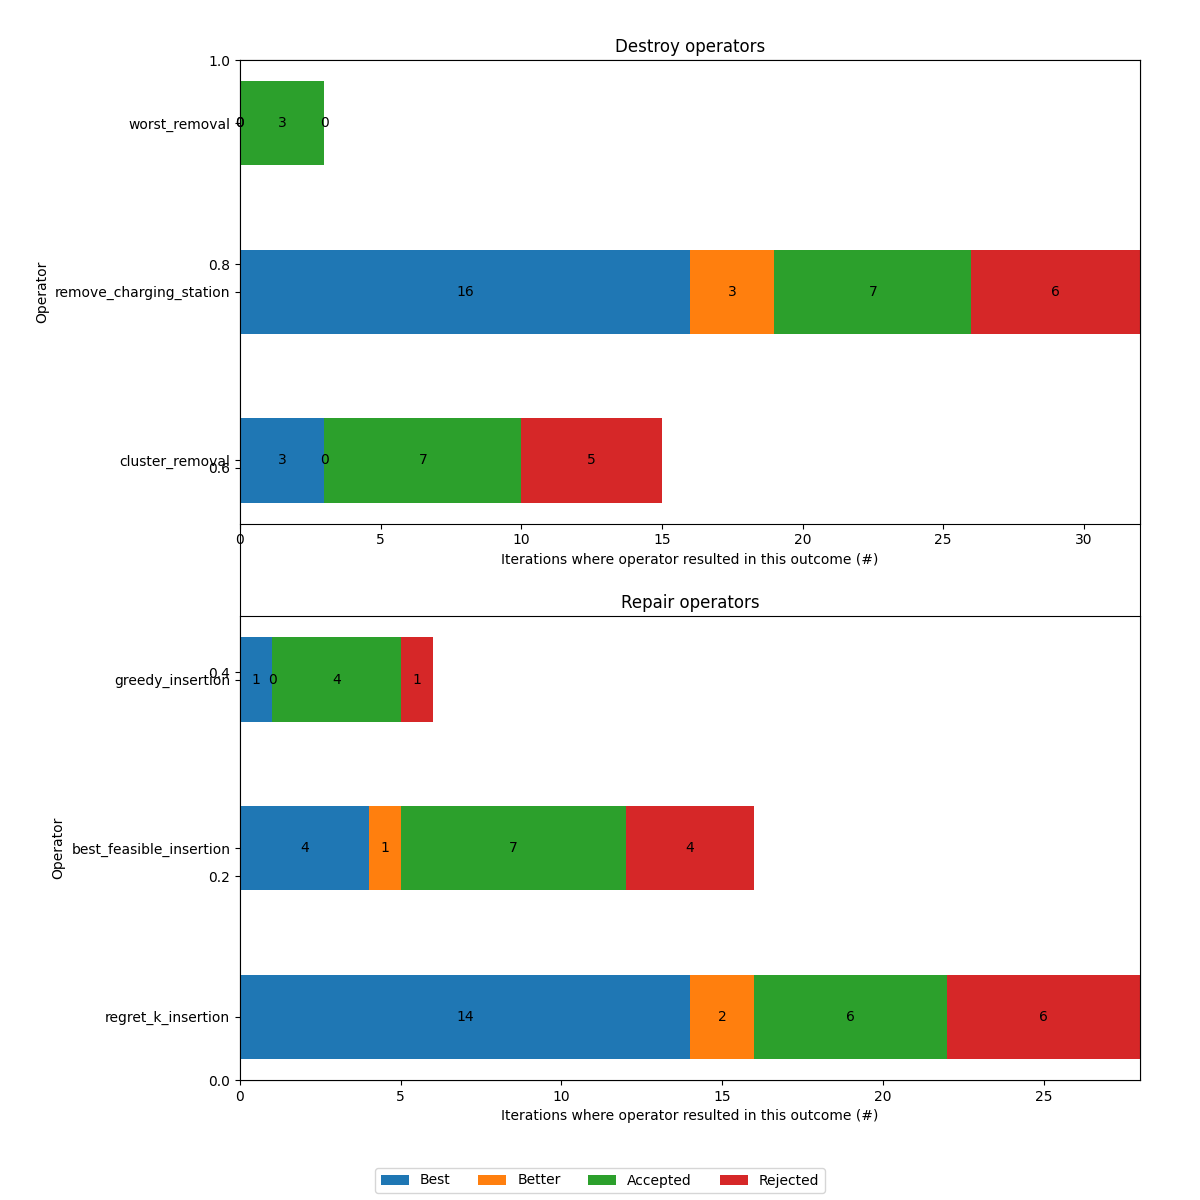 Destroy operators
1.0
worst_removal
0 0 3 0
0.8
Operator
remove_charging_station
16 3 7 6
cluster_removal
3 0 7 5
0.6
0 5 10 15 20 25 30
Iterations where operator resulted in this outcome (#)
Repair operators
0.4
greedy_insertion
1 0 4 1
Operator
best_feasible_insertion
4 1 7 4
0.2
regret_k_insertion
14 2 6 6
0.0
0 5 10 15 20 25
Iterations where operator resulted in this outcome (#)
Best Better Accepted Rejected